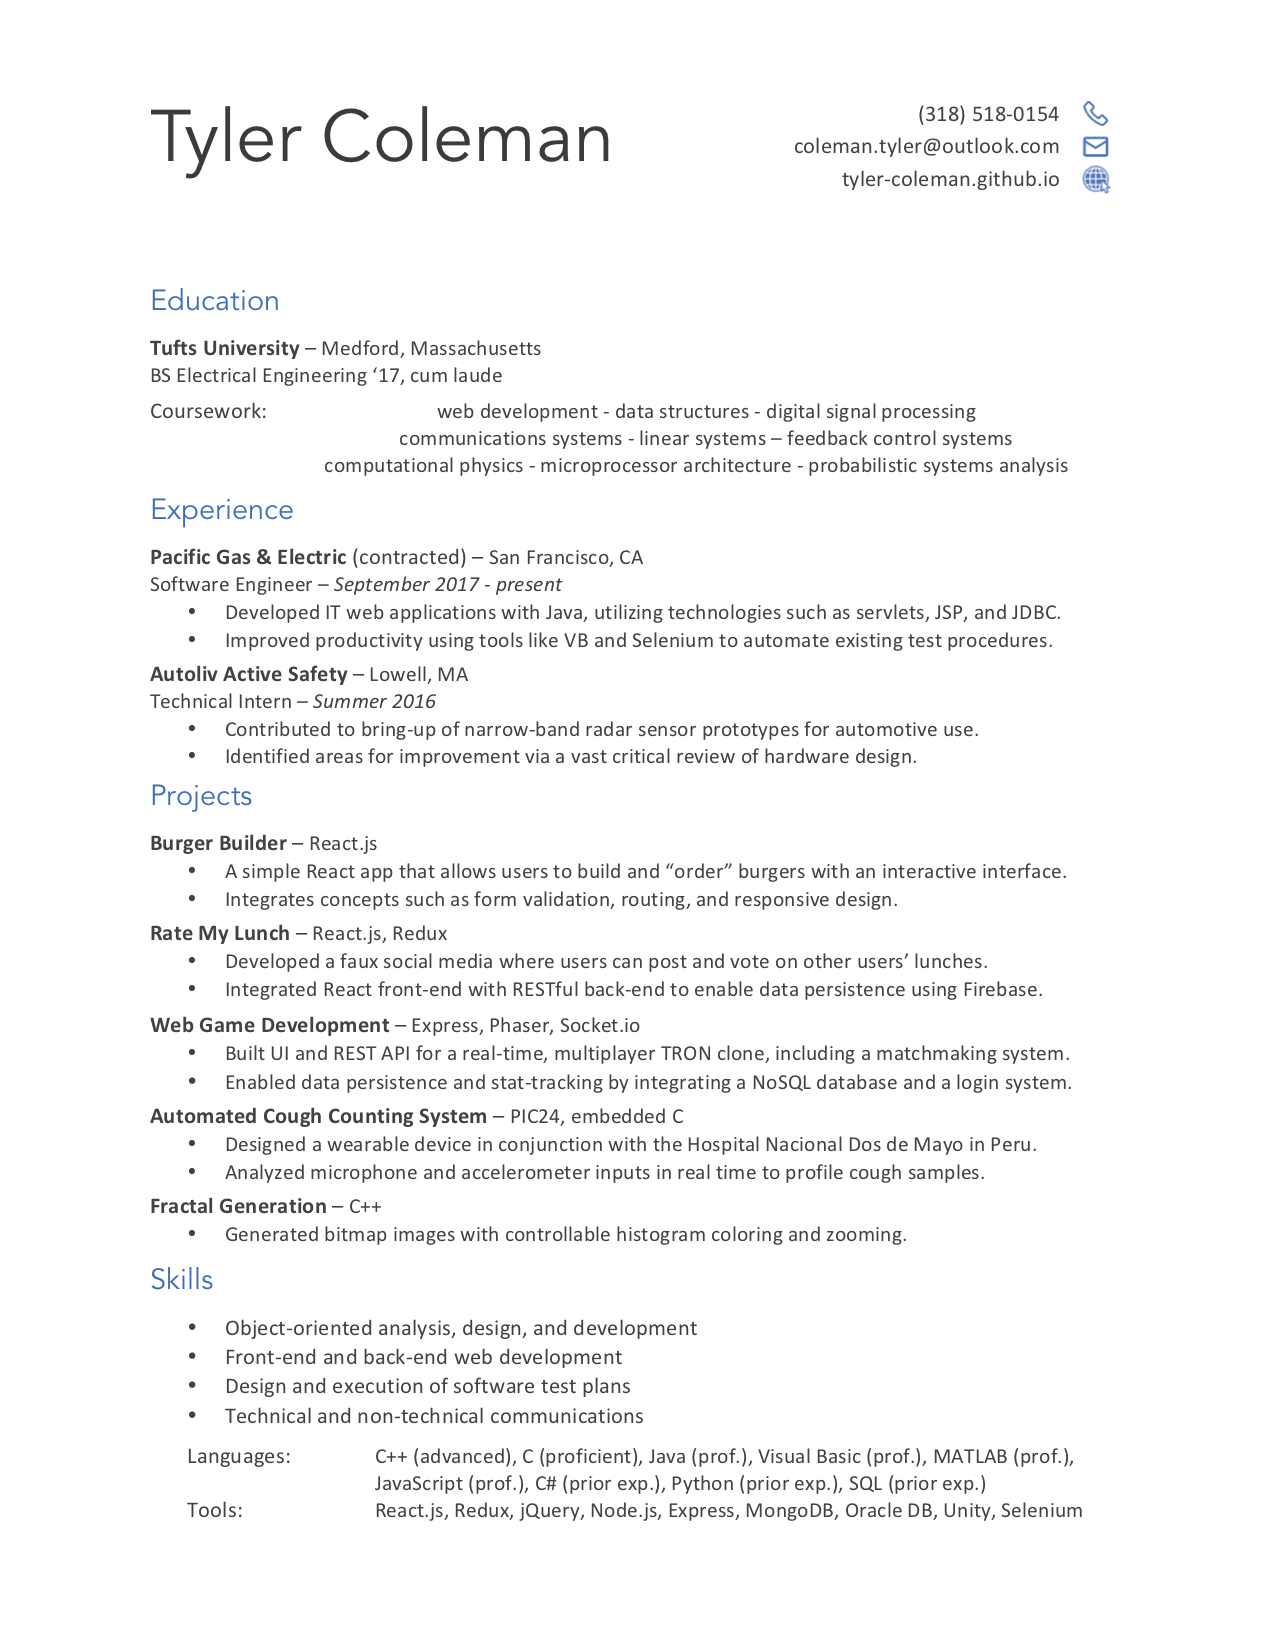 Tyler Coleman
(318) 518-0154
coleman.tyler@outlook.com
tyler-coleman.github.io
Education
Tufts University – Medford, Massachusetts
BS Electrical Engineering ‘17, cum laude
Coursework: web development - data structures - digital signal processing
communications systems - linear systems – feedback control systems
computational physics - microprocessor architecture - probabilistic systems analysis
Experience
Pacific Gas & Electric (contracted) – San Francisco, CA
Software Engineer – September 2017 - present
• Developed IT web applications with Java, utilizing technologies such as servlets, JSP, and JDBC.
• Improved productivity using tools like VB and Selenium to automate existing test procedures.
Autoliv Active Safety – Lowell, MA
Technical Intern – Summer 2016
• Contributed to bring-up of narrow-band radar sensor prototypes for automotive use.
• Identified areas for improvement via a vast critical review of hardware design.
Projects
Burger Builder – React.js
• A simple React app that allows users to build and “order” burgers with an interactive interface.
• Integrates concepts such as form validation, routing, and responsive design.
Rate My Lunch – React.js, Redux
• Developed a faux social media where users can post and vote on other users’ lunches.
• Integrated React front-end with RESTful back-end to enable data persistence using Firebase.
Web Game Development – Express, Phaser, Socket.io
• Built UI and REST API for a real-time, multiplayer TRON clone, including a matchmaking system.
• Enabled data persistence and stat-tracking by integrating a NoSQL database and a login system.
Automated Cough Counting System – PIC24, embedded C
• Designed a wearable device in conjunction with the Hospital Nacional Dos de Mayo in Peru.
• Analyzed microphone and accelerometer inputs in real time to profile cough samples.
Fractal Generation – C++
• Generated bitmap images with controllable histogram coloring and zooming.
Skills
• Object-oriented analysis, design, and development
• Front-end and back-end web development
• Design and execution of software test plans
• Technical and non-technical communications
Languages: C++ (advanced), C (proficient), Java (prof.), Visual Basic (prof.), MATLAB (prof.),
JavaScript (prof.), C# (prior exp.), Python (prior exp.), SQL (prior exp.)
Tools: React.js, Redux, jQuery, Node.js, Express, MongoDB, Oracle DB, Unity, Selenium